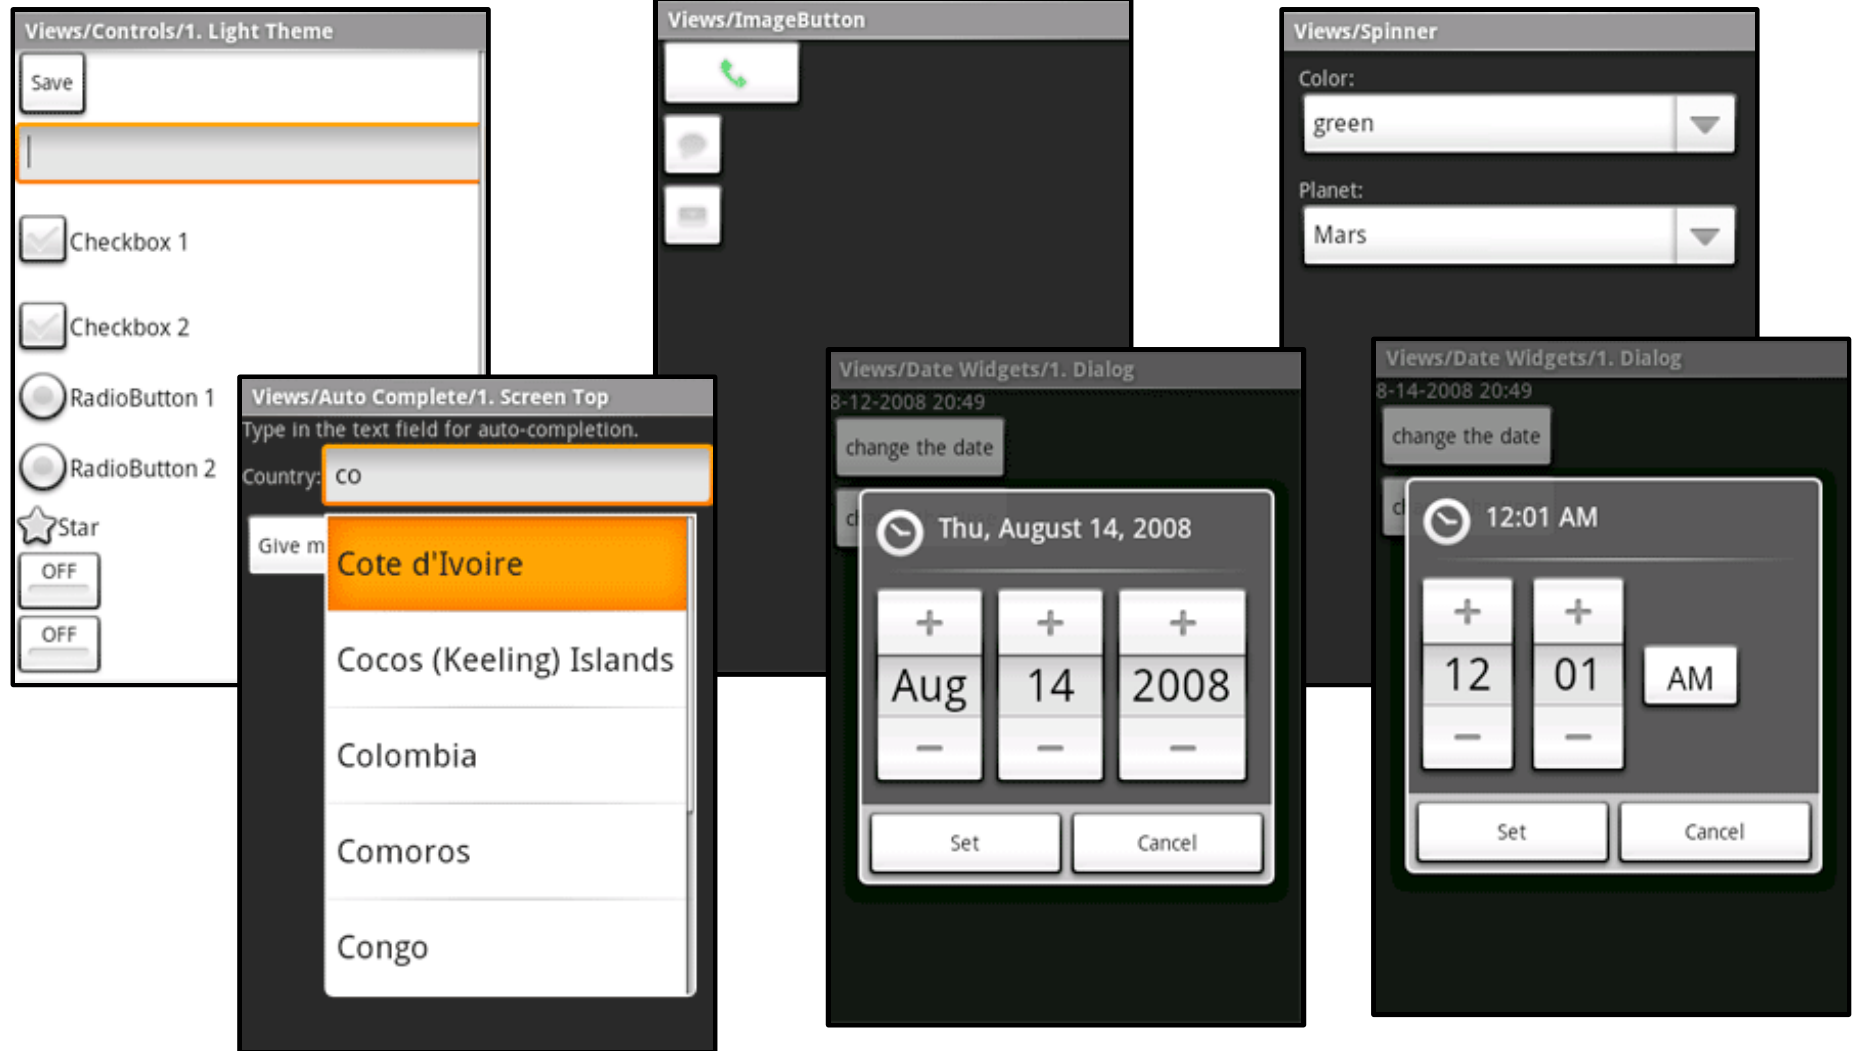 Views/Controls/1. Light Theme
Save
Checkbox 1
Checkbox 2
RadioButton 1
RadioButton 2
Star
OFF
OFF
Views/Auto Complete/1. Screen Top
Type in the text field for auto-completion.
Country: co
Give m
Cote d'Ivoire
Cocos (Keeling) Islands
Colombia
Comoros
Congo
Views/ImageButton
Views/Date Widgets/1. Dialog
8-12-2008 20:49
change the date
Thu, August 14, 2008
Aug 14 2008
Set Cancel
Views/Spinner
Color:
green
Planet:
Mars
Views/Date Widgets/1. Dialog
8-14-2008 20:49
change the date
12:01 AM
12 01 AM
Set Cancel